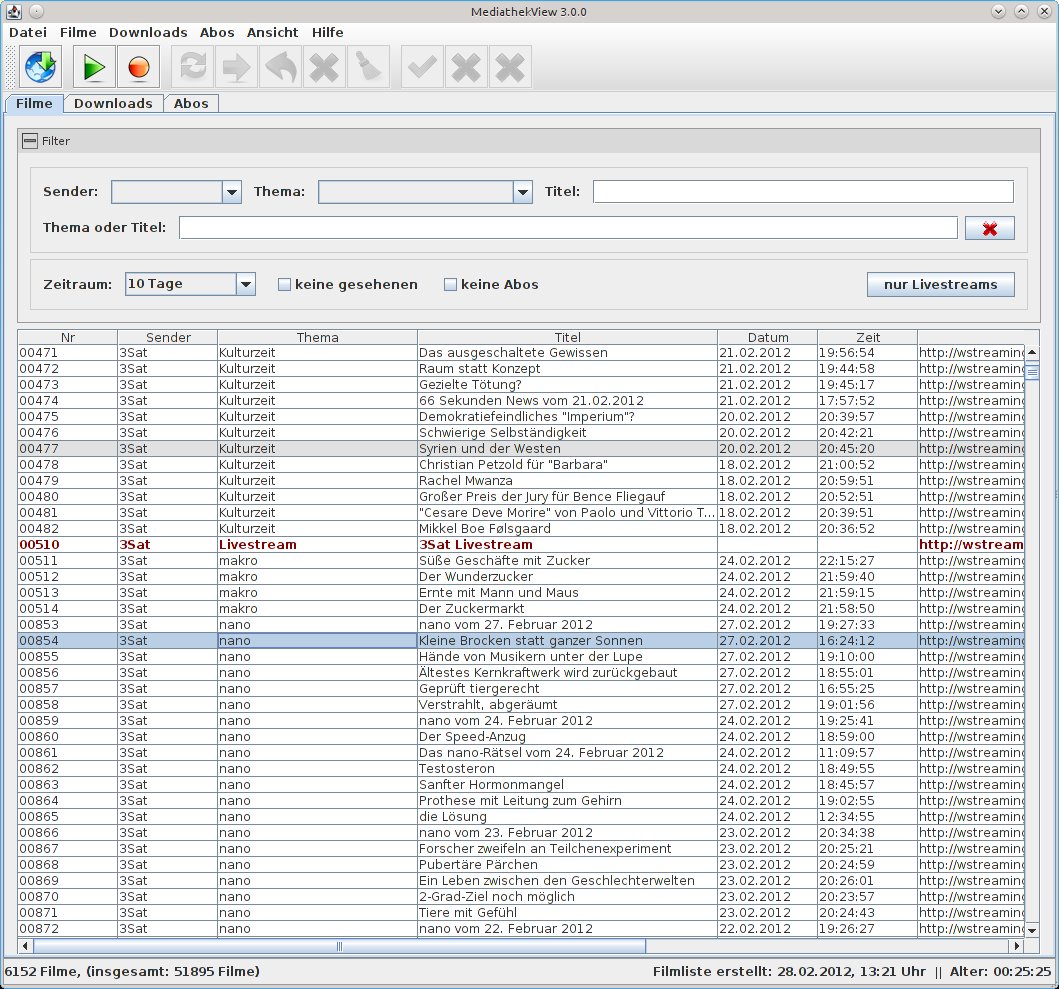 MediathekView 3.0.0
Datei Filme Downloads Abos Ansicht Hilfe
Filme Downloads Abos
Filter
Sender: Thema: Titel:
Thema oder Titel:
Zeitraum: 10 Tage keine gesehenen keine Abos nur Livestreams
Nr Sender Thema Titel Datum Zeit
00471 3Sat Kulturzeit Das ausgeschaltete Gewissen 21.02.2012 19:56:54 http://wstreaming
00472 3Sat Kulturzeit Raum statt Konzept 21.02.2012 19:44:58 http://wstreaming
00473 3Sat Kulturzeit Gezielte Tötung? 21.02.2012 19:45:17 http://wstreaming
00474 3Sat Kulturzeit 66 Sekunden News vom 21.02.2012 21.02.2012 17:57:52 http://wstreaming
00475 3Sat Kulturzeit Demokratiefeindliches "Imperium"? 20.02.2012 20:39:57 http://wstreaming
00476 3Sat Kulturzeit Schwierige Selbständigkeit 20.02.2012 20:42:21 http://wstreaming
00477 3Sat Kulturzeit Syrien und der Westen 20.02.2012 20:45:20 http://wstreaming
00478 3Sat Kulturzeit Christian Petzold für "Barbara" 18.02.2012 21:00:52 http://wstreaming
00479 3Sat Kulturzeit Rachel Mwanza 18.02.2012 20:59:51 http://wstreaming
00480 3Sat Kulturzeit Großer Preis der Jury für Bence Fliegauf 18.02.2012 20:52:51 http://wstreaming
00481 3Sat Kulturzeit "Cesare Deve Morire" von Paolo und Vittorio T... 18.02.2012 20:39:51 http://wstreaming
00482 3Sat Kulturzeit Mikkel Boe Følsgaard 18.02.2012 20:36:52 http://wstreaming
00510 3Sat Livestream 3Sat Livestream http://wstream
00511 3Sat makro Süße Geschäfte mit Zucker 24.02.2012 22:15:27 http://wstreaming
00512 3Sat makro Der Wunderzucker 24.02.2012 21:59:40 http://wstreaming
00513 3Sat makro Ernte mit Mann und Maus 24.02.2012 21:59:15 http://wstreaming
00514 3Sat makro Der Zuckermarkt 24.02.2012 21:58:50 http://wstreaming
00853 3Sat nano nano vom 27. Februar 2012 27.02.2012 19:27:33 http://wstreaming
00854 3Sat nano Kleine Brocken statt ganzer Sonnen 27.02.2012 16:24:12 http://wstreaming
00855 3Sat nano Hände von Musikern unter der Lupe 27.02.2012 19:10:00 http://wstreaming
00856 3Sat nano Ältestes Kernkraftwerk wird zurückgebaut 27.02.2012 18:55:01 http://wstreaming
00857 3Sat nano Geprüft tiergerecht 27.02.2012 16:55:25 http://wstreaming
00858 3Sat nano Verstrahlt, abgeräumt 27.02.2012 19:01:56 http://wstreaming
00859 3Sat nano nano vom 24. Februar 2012 24.02.2012 19:25:41 http://wstreaming
00860 3Sat nano Der Speed-Anzug 24.02.2012 18:59:00 http://wstreaming
00861 3Sat nano Das nano-Rätsel vom 24. Februar 2012 24.02.2012 11:09:57 http://wstreaming
00862 3Sat nano Testosteron 24.02.2012 18:49:55 http://wstreaming
00863 3Sat nano Sanfter Hormonmangel 24.02.2012 18:45:57 http://wstreaming
00864 3Sat nano Prothese mit Leitung zum Gehirn 24.02.2012 19:02:55 http://wstreaming
00865 3Sat nano die Lösung 24.02.2012 12:34:55 http://wstreaming
00866 3Sat nano nano vom 23. Februar 2012 23.02.2012 20:34:38 http://wstreaming
00867 3Sat nano Forscher zweifeln an Teilchenexperiment 23.02.2012 20:25:21 http://wstreaming
00868 3Sat nano Pubertäre Pärchen 23.02.2012 20:24:59 http://wstreaming
00869 3Sat nano Ein Leben zwischen den Geschlechterwelten 23.02.2012 20:26:01 http://wstreaming
00870 3Sat nano 2-Grad-Ziel noch möglich 23.02.2012 20:23:57 http://wstreaming
00871 3Sat nano Tiere mit Gefühl 23.02.2012 20:24:43 http://wstreaming
00872 3Sat nano nano vom 22. Februar 2012 22.02.2012 19:26:27 http://wstreaming
6152 Filme, (insgesamt: 51895 Filme) Filmliste erstellt: 28.02.2012, 13:21 Uhr || Alter: 00:25:25